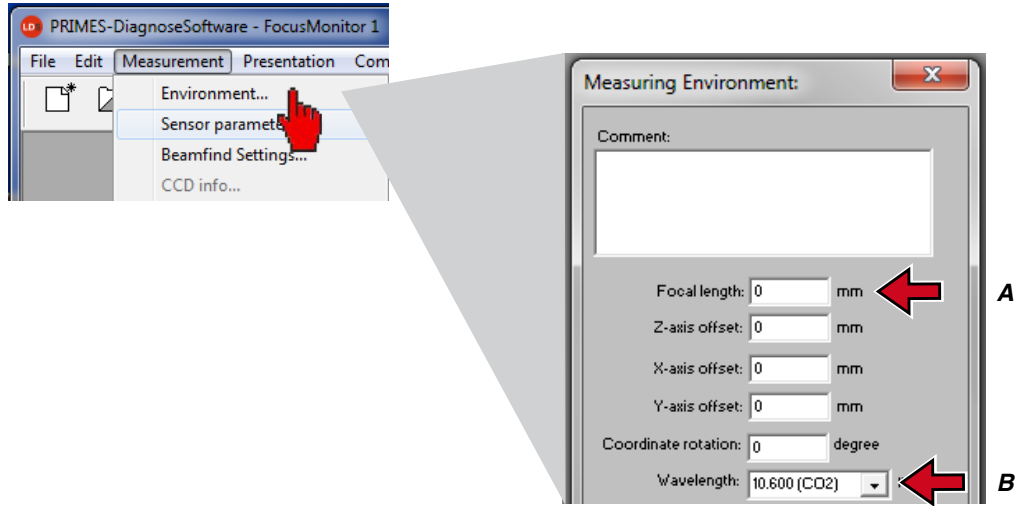 LDS PRIMES-DiagnoseSoftware - FocusMonitor 1
File Edit Measurement Presentation Com
Environment...
Sensor paramete
Beamfind Settings...
CCD info...
Measuring Environment:
Comment:
Focal length: 0 mm A
Z-axis offset: 0 mm
X-axis offset: 0 mm
Y-axis offset: 0 mm
Coordinate rotation: 0 degree
Wavelength: 10.600 (CO2) B